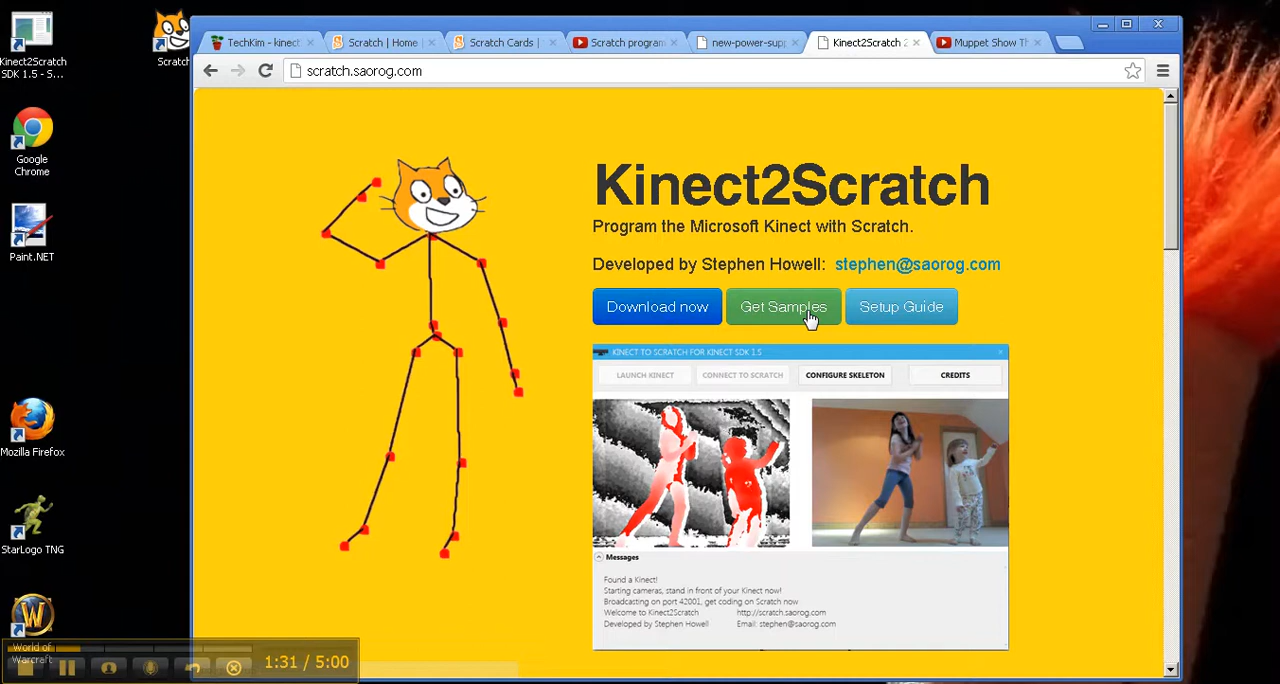 Kinect2Scratch
SDK 1.5 - S...
Scratch
Google
Chrome
Paint.NET
Mozilla Firefox
StarLogo TNG
World of
Warcraft
TechKim - kinect
Scratch | Home
Scratch Cards |
Scratch program
new-power-supp
Kinect2Scratch 2
Muppet Show Th
scratch.saorog.com
Kinect2Scratch
Program the Microsoft Kinect with Scratch.
Developed by Stephen Howell: stephen@saorog.com
Download now
Get Samples
Setup Guide
KINECT TO SCRATCH FOR KINECT SDK 1.5
LAUNCH KINECT
CONNECT TO SCRATCH
CONFIGURE SKELETON
CREDITS
Messages
Found a Kinect!
Starting cameras, stand in front of your Kinect now!
Broadcasting on port 42001, get coding on Scratch now
Welcome to Kinect2Scratch http://scratch.saorog.com
Developed by Stephen Howell Email: stephen@saorog.com
1:31 / 5:00